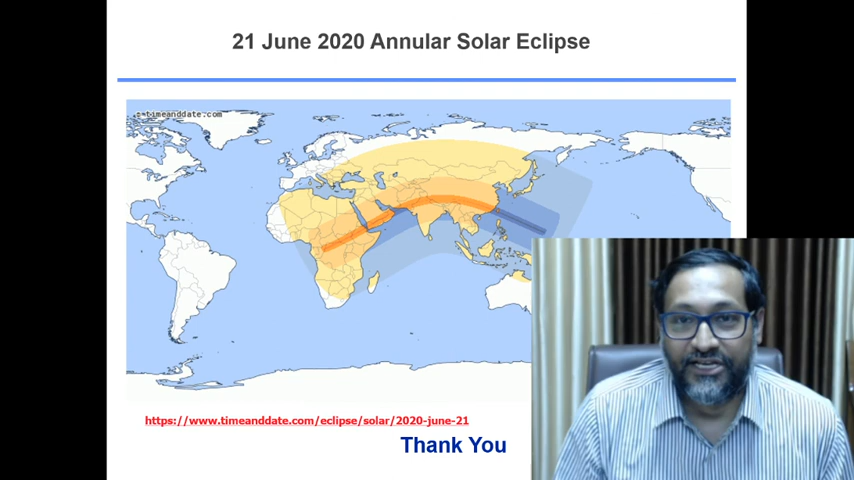 21 June 2020 Annular Solar Eclipse
© timeanddate.com
https://www.timeanddate.com/eclipse/solar/2020-june-21
Thank You